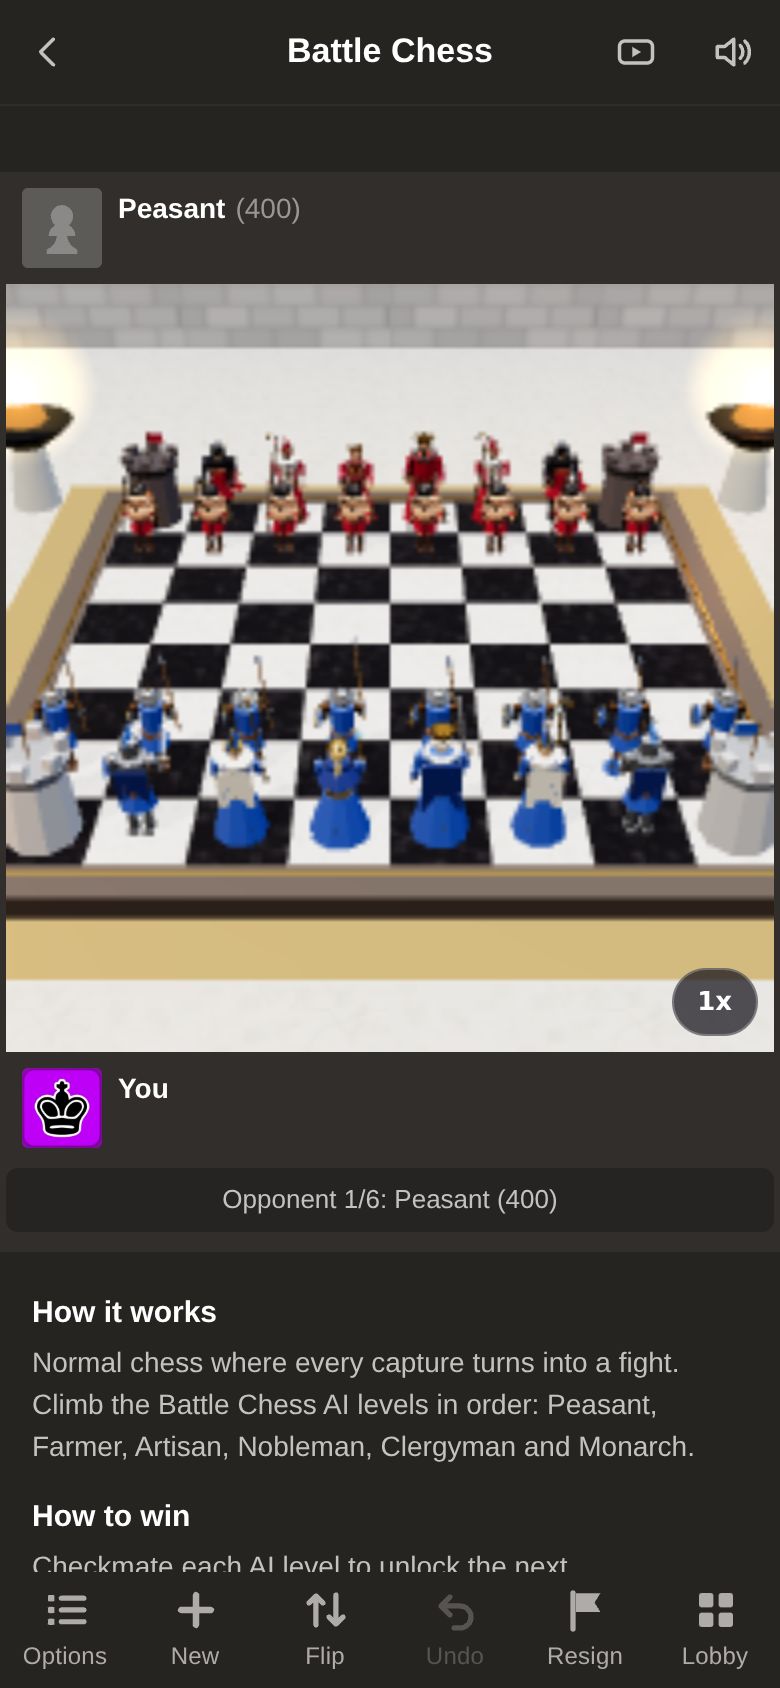 Battle Chess
Peasant (400)
1x
You
Opponent 1/6: Peasant (400)
How it works
Normal chess where every capture turns into a fight.
Climb the Battle Chess AI levels in order: Peasant,
Farmer, Artisan, Nobleman, Clergyman and Monarch.
How to win
Checkmate each AI level to unlock the next
Options
New
Flip
Undo
Resign
Lobby